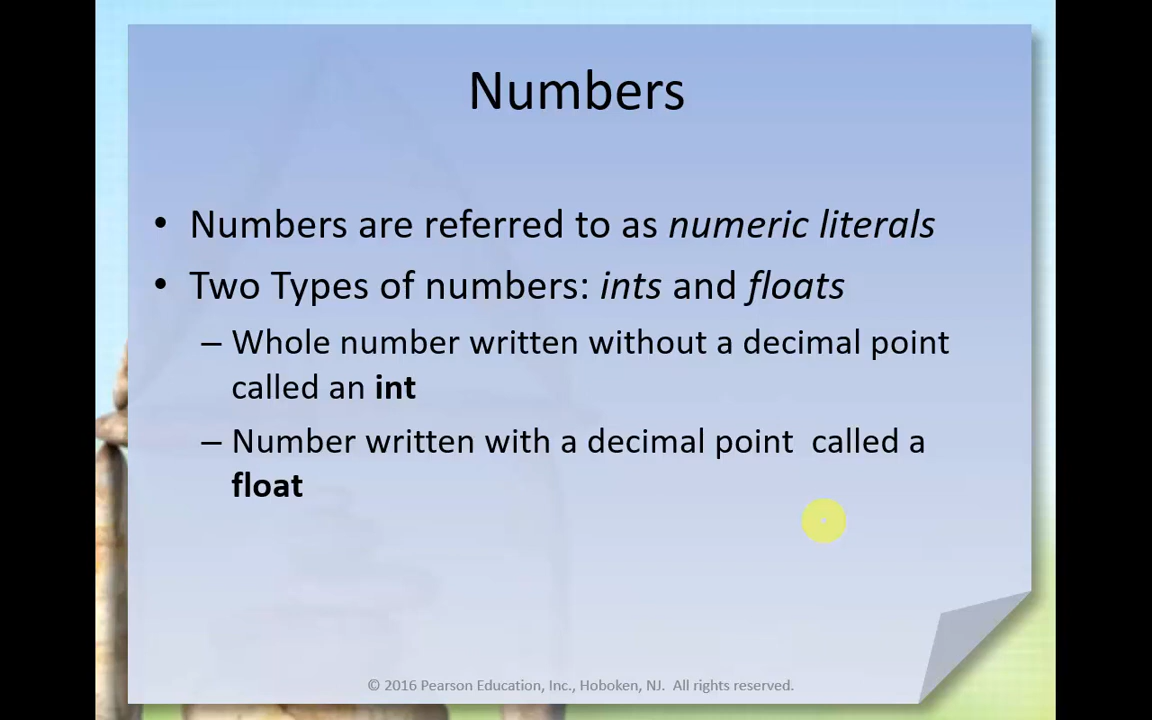 Numbers
• Numbers are referred to as numeric literals
• Two Types of numbers: ints and floats
– Whole number written without a decimal point
called an int
– Number written with a decimal point  called a
float
© 2016 Pearson Education, Inc., Hoboken, NJ.  All rights reserved.